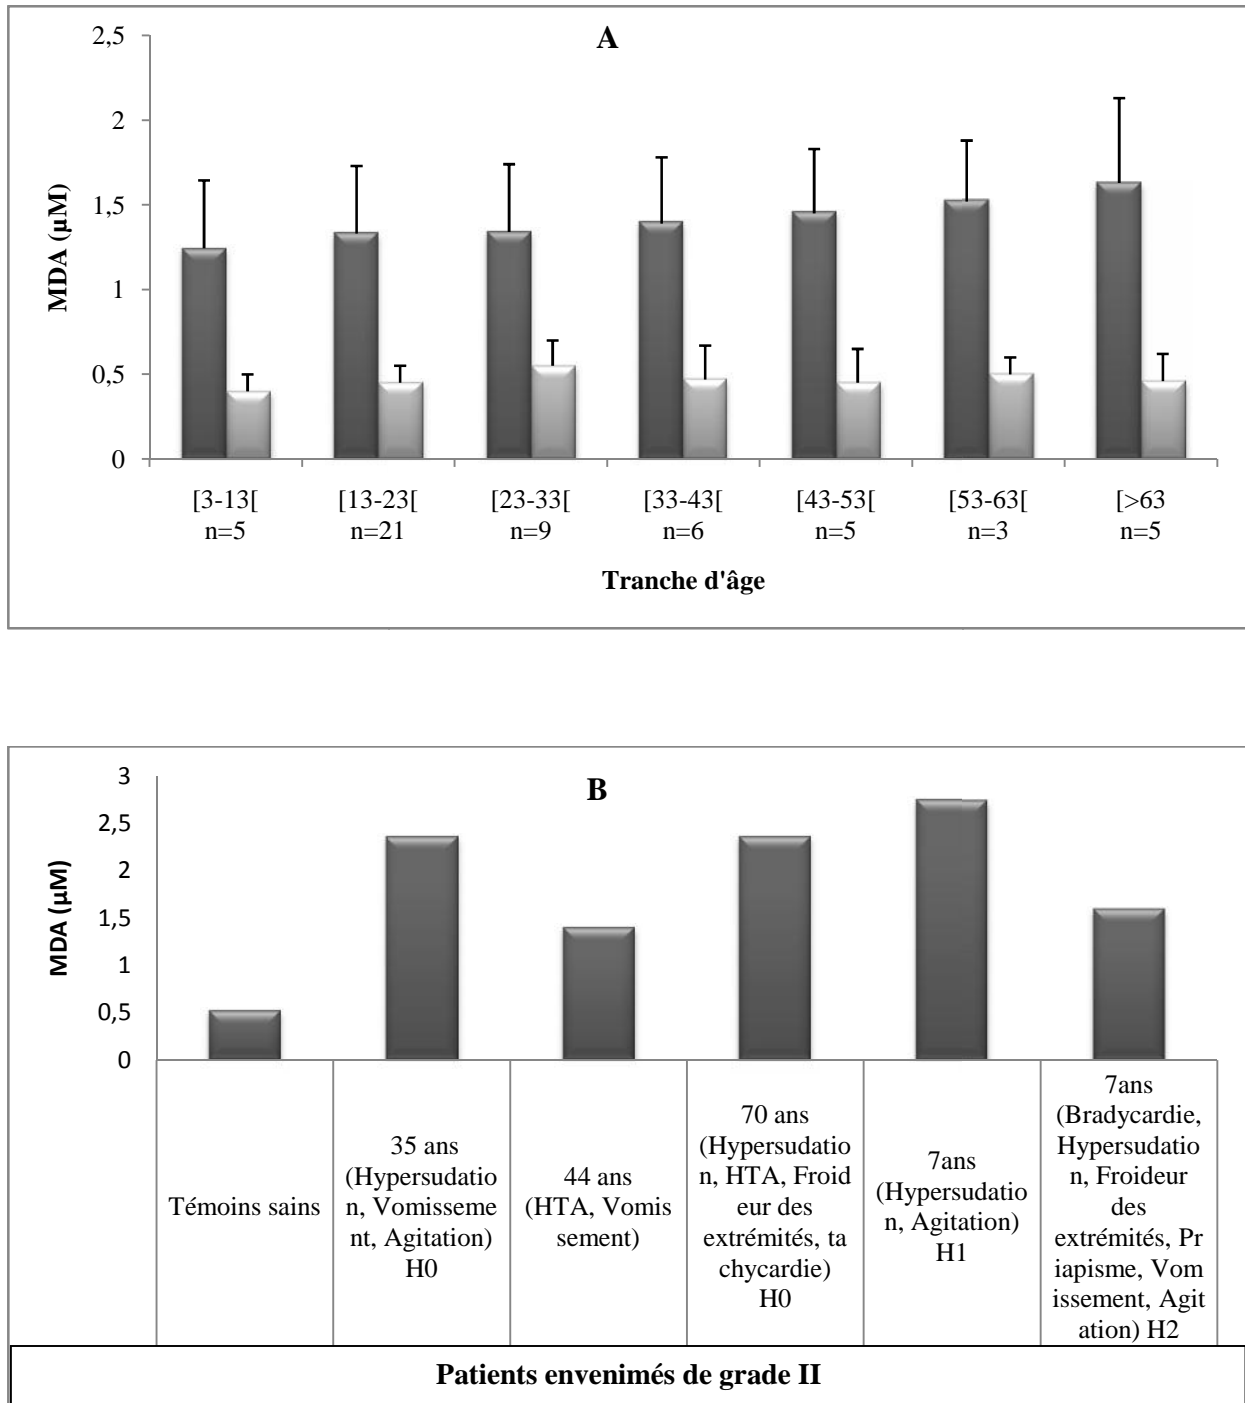 A
2,5
2
1,5
1
0,5
0
MDA (µM)
[3-13[ [13-23[ [23-33[ [33-43[ [43-53[ [53-63[ [>63
n=5 n=21 n=9 n=6 n=5 n=3 n=5
Tranche d'âge
B
3
2,5
2
1,5
1
0,5
0
MDA (µM)
Témoins sains
35 ans
(Hypersudatio
n, Vomisseme
nt, Agitation)
H0
44 ans
(HTA, Vomis
sement)
70 ans
(Hypersudatio
n, HTA, Froid
eur des
extrémités, ta
chycardie)
H0
7ans
(Hypersudatio
n, Agitation)
H1
7ans
(Bradycardie,
Hypersudatio
n, Froideur
des
extrémités, Pr
iapisme, Vom
issement, Agit
ation) H2
Patients envenimés de grade II